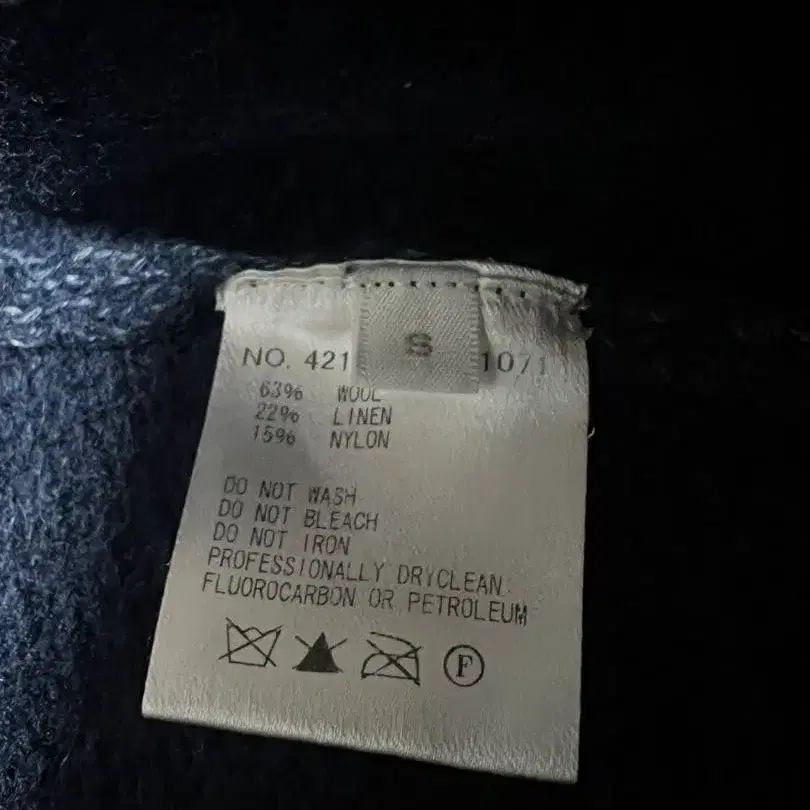 S
NO. 421 1071
63% WOOL
22% LINEN
15% NYLON
DO NOT WASH
DO NOT BLEACH
DO NOT IRON
PROFESSIONALLY DRYCLEAN
FLUOROCARBON OR PETROLEUM
F